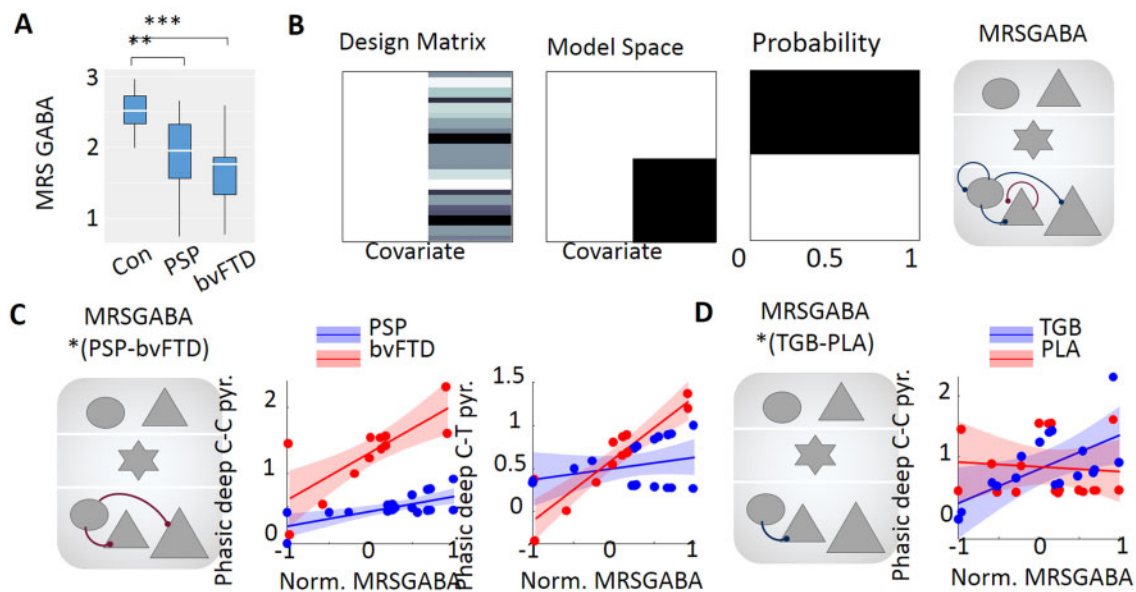 A
***
**
MRS GABA
3
2
1
Con
PSP
bvFTD
B
Design Matrix
Covariate
Model Space
Covariate
Probability
0 0.5 1
MRSGABA
C
MRSGABA
*(PSP-bvFTD)
PSP
bvFTD
Phasic deep C-C pyr.
2
1
0
-1 0 1
Norm. MRSGABA
Phasic deep C-T pyr.
1.5
1
0.5
0
-1 0 1
Norm. MRSGABA
D
MRSGABA
*(TGB-PLA)
TGB
PLA
Phasic deep C-C pyr.
2
1
0
-1 0 1
Norm. MRSGABA